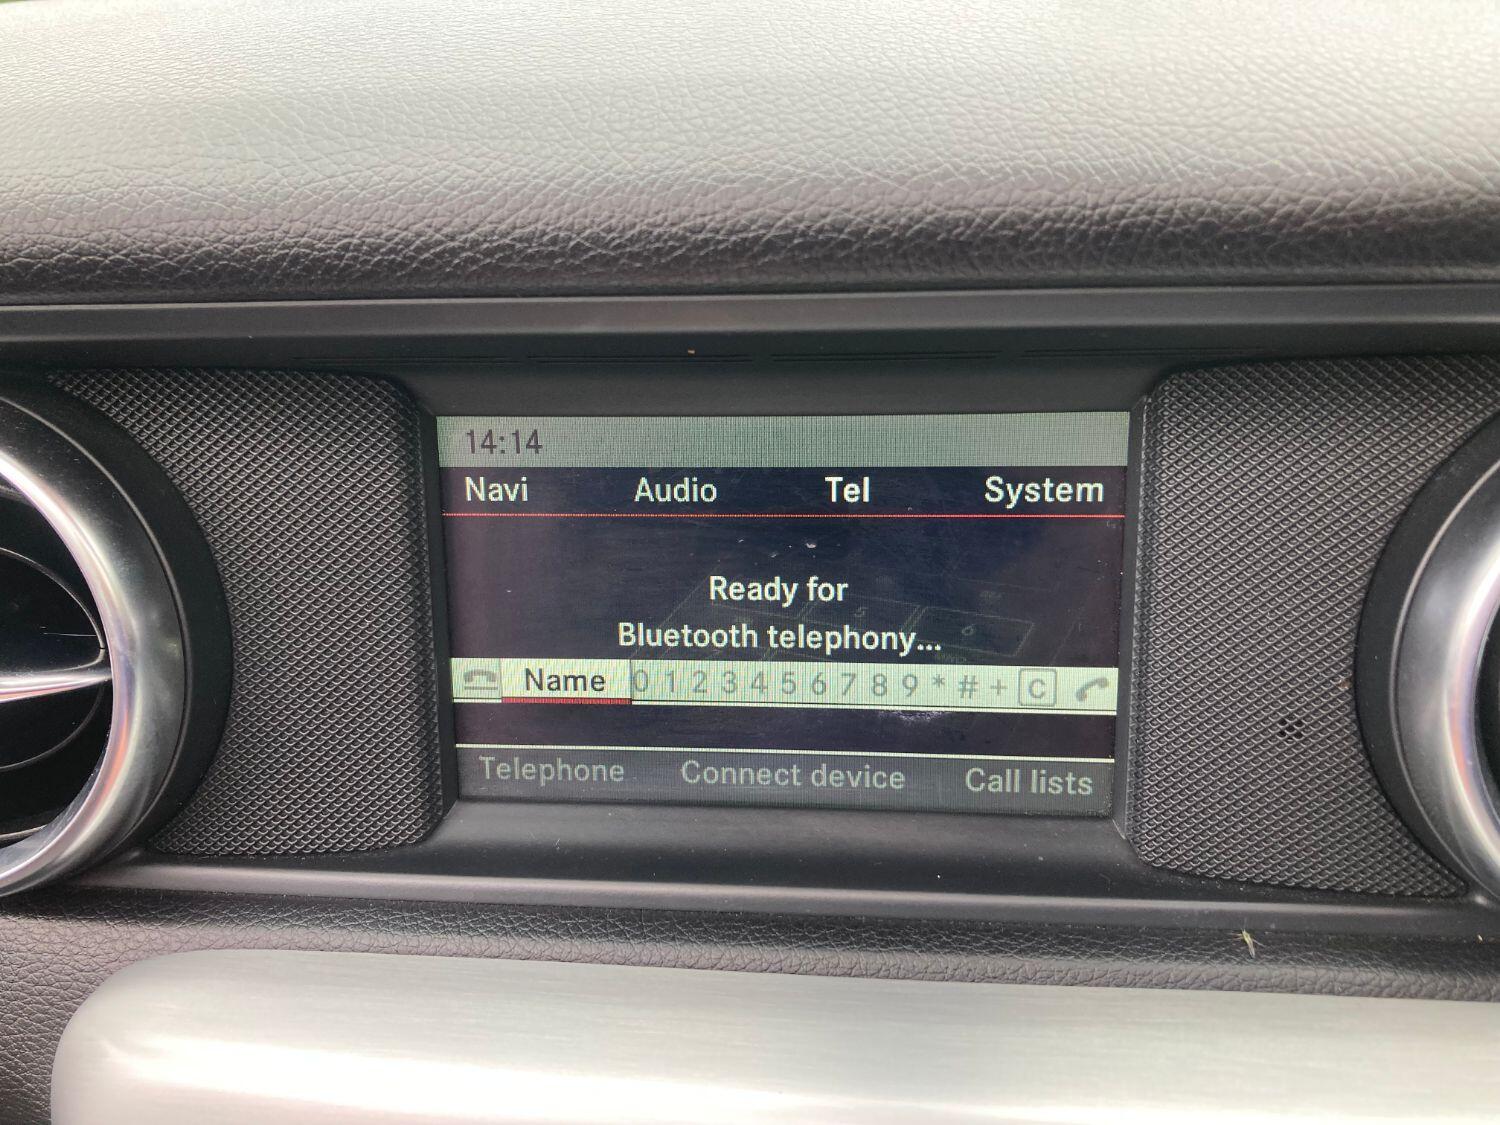 14:14
Navi Audio Tel System
Ready for
Bluetooth telephony...
Name 0 1 2 3 4 5 6 7 8 9 * # + C
Telephone Connect device Call lists